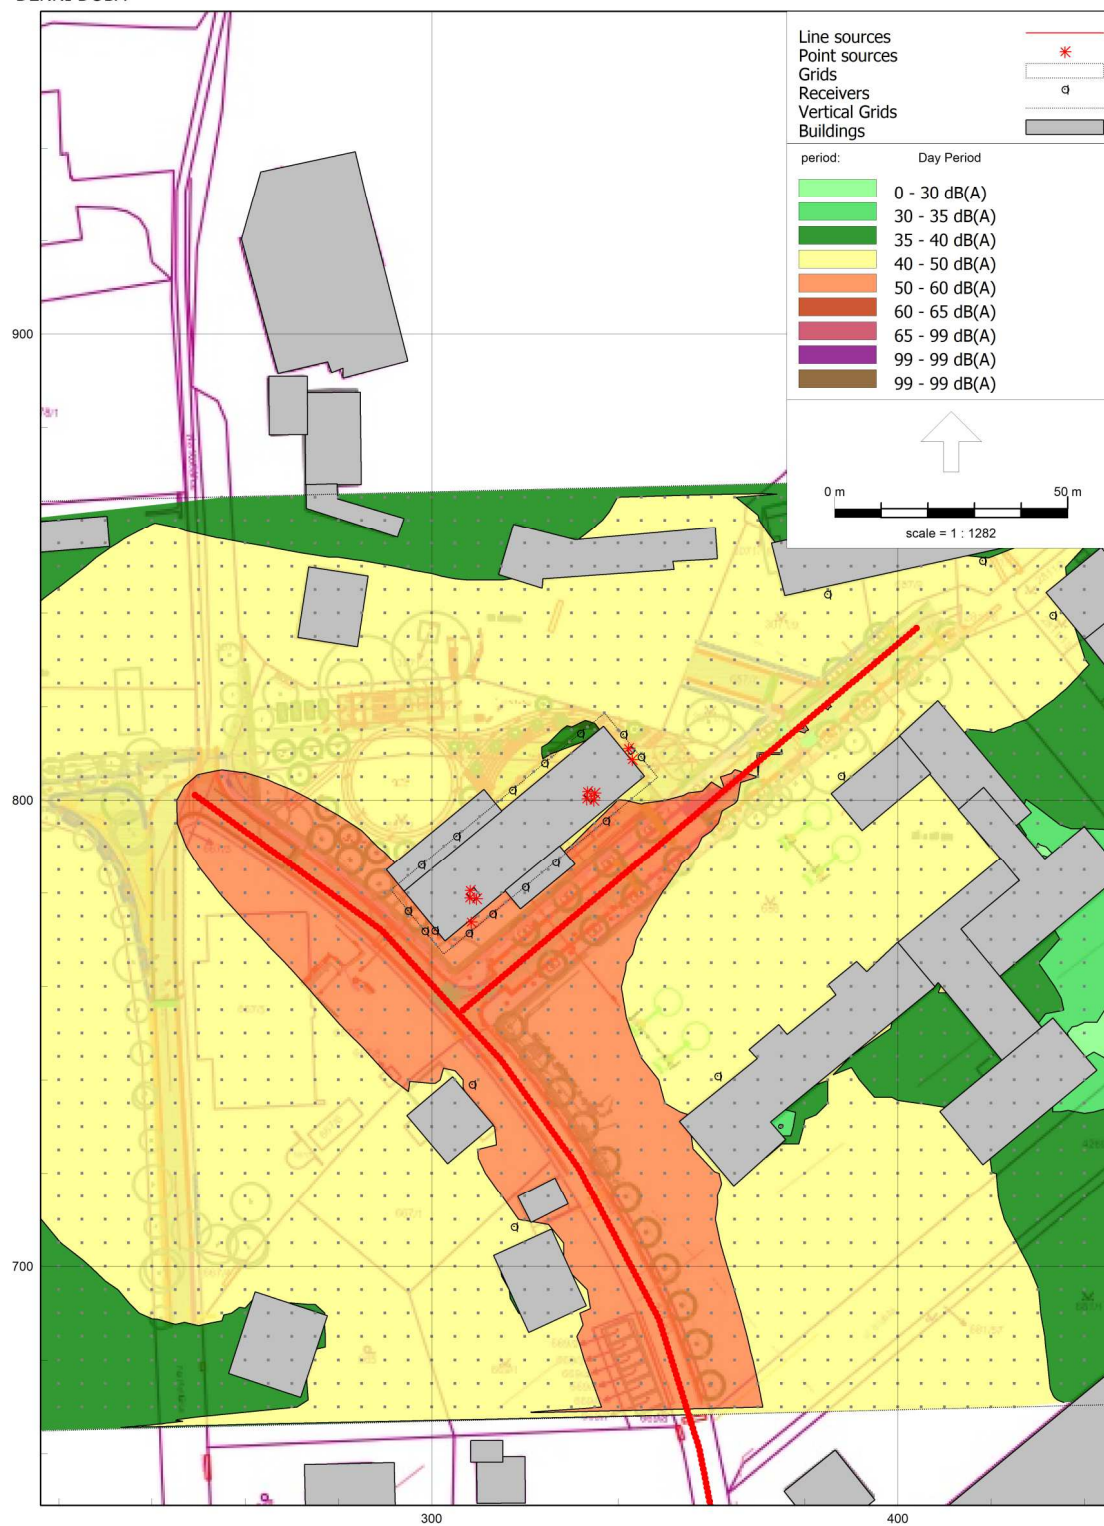 Line sources
Point sources
Grids
Receivers
Vertical Grids
Buildings
period: Day Period
0 - 30 dB(A)
30 - 35 dB(A)
35 - 40 dB(A)
40 - 50 dB(A)
50 - 60 dB(A)
60 - 65 dB(A)
65 - 99 dB(A)
99 - 99 dB(A)
99 - 99 dB(A)
0 m 50 m
scale = 1 : 1282
900
800
700
300 400
667/1